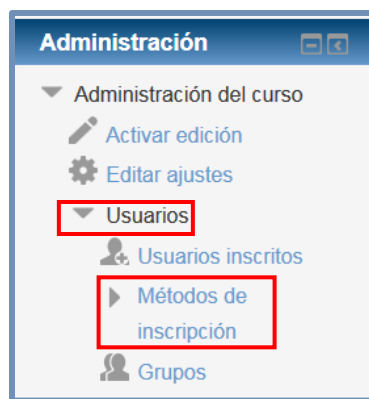 Administración
Administración del curso
Activar edición
Editar ajustes
Usuarios
Usuarios inscritos
Métodos de
inscripción
Grupos